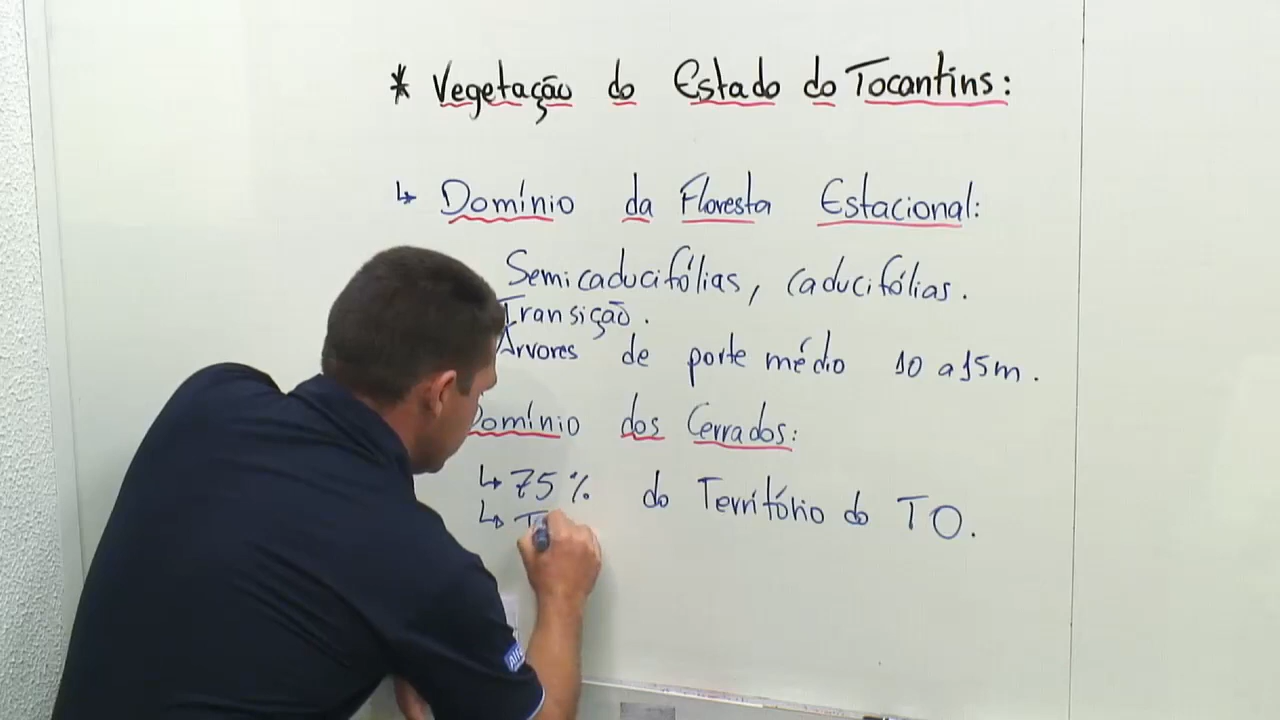 * Vegetação do Estado do Tocantins:
↳ Domínio da Floresta Estacional:
Semicaducifólias, caducifólias.
Transição.
Árvores de porte médio 10 a 15m.
Domínio dos Cerrados:
↳ 75% do Território do TO.
↳